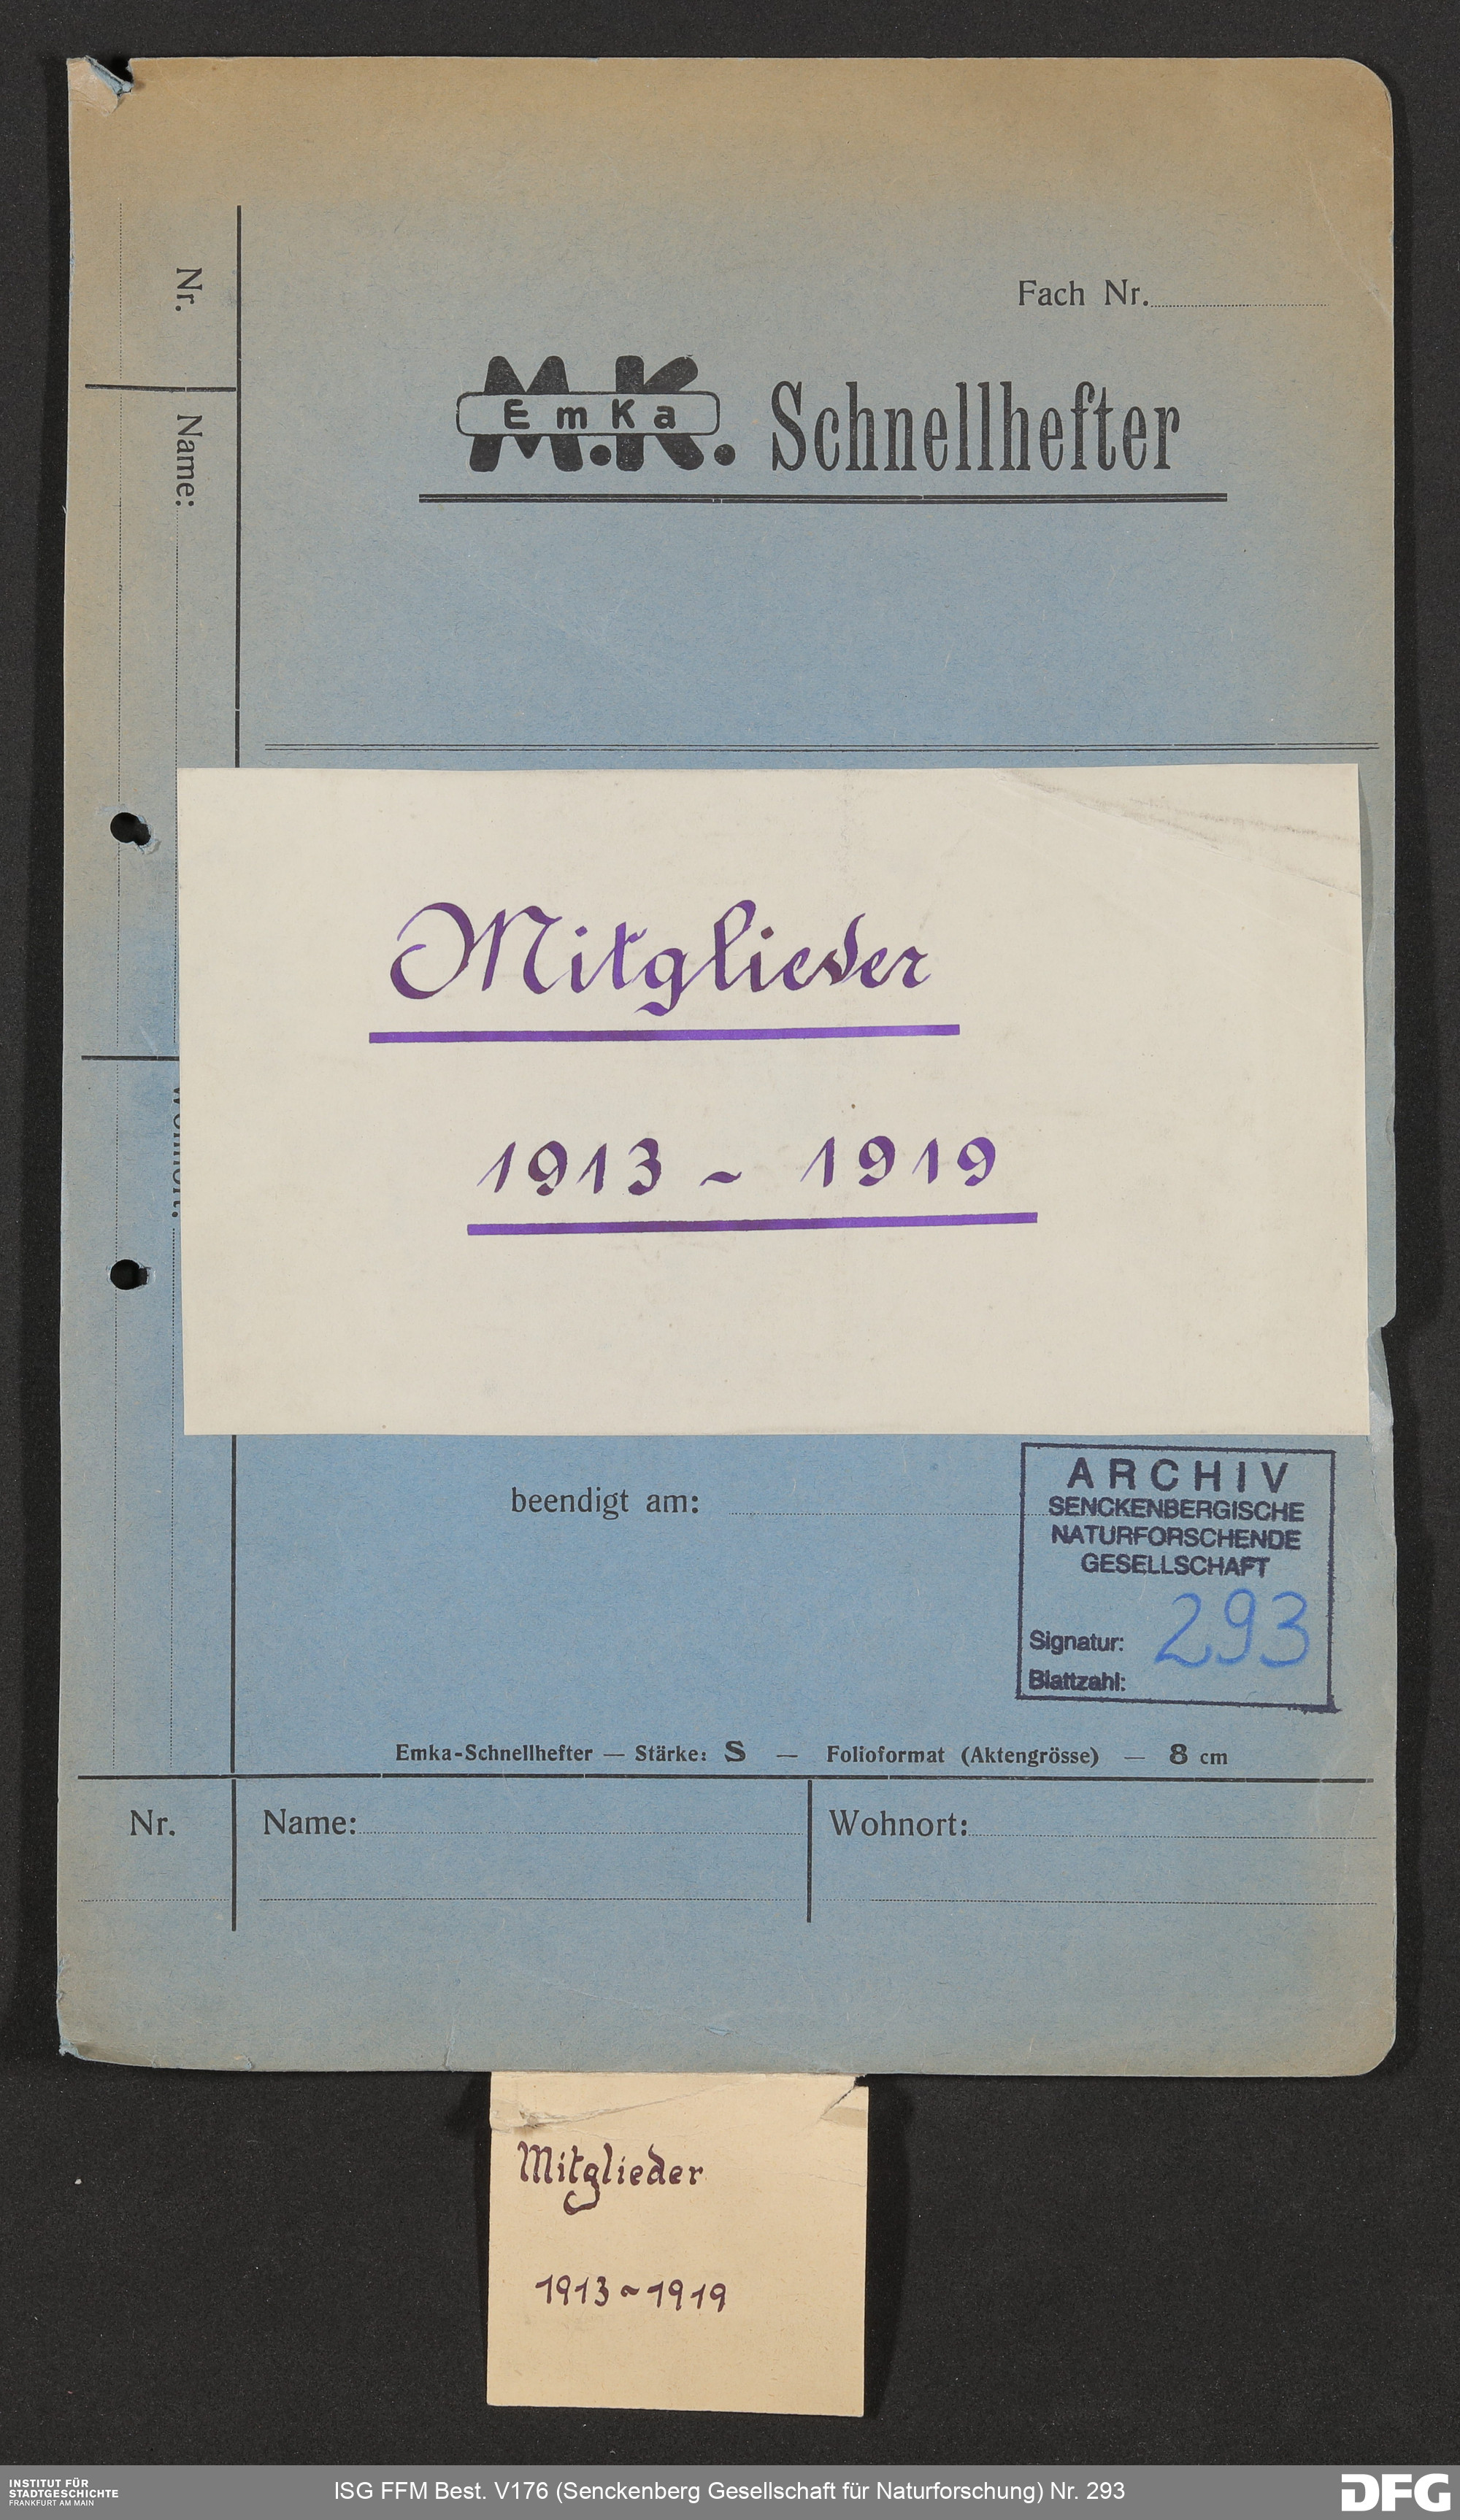 Fach Nr.
M.K.
EmKa
Schnellhefter
Nr.
Name:
Mitglieder
1913 ~ 1919
beendigt am:
ARCHIV
SENCKENBERGISCHE
NATURFORSCHENDE
GESELLSCHAFT
Signatur: 293
Blattzahl:
Emka-Schnellhefter — Stärke: S — Folioformat (Aktengrösse) — 8 cm
Nr. Name: Wohnort:
Mitglieder
1913 ~ 1919
INSTITUT FÜR
STADTGESCHICHTE
FRANKFURT AM MAIN
ISG FFM Best. V176 (Senckenberg Gesellschaft für Naturforschung) Nr. 293
DFG